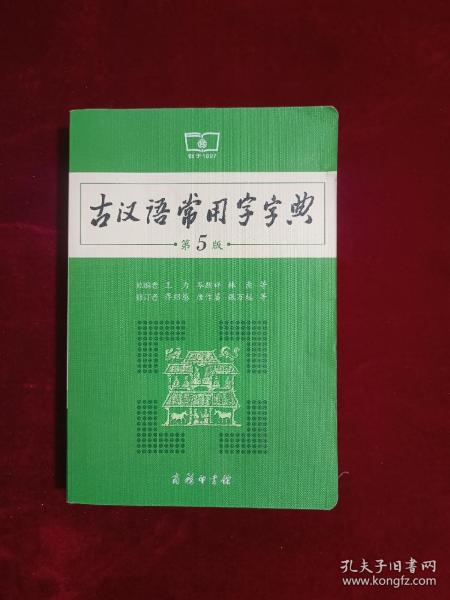 创于1897
古汉语常用字字典
·第5版·
原编者 王力 岑麒祥 林焘 等
修订者 蒋绍愚 唐作藩 张万起 等
商务印书馆
孔夫子旧书网
www.kongfz.com